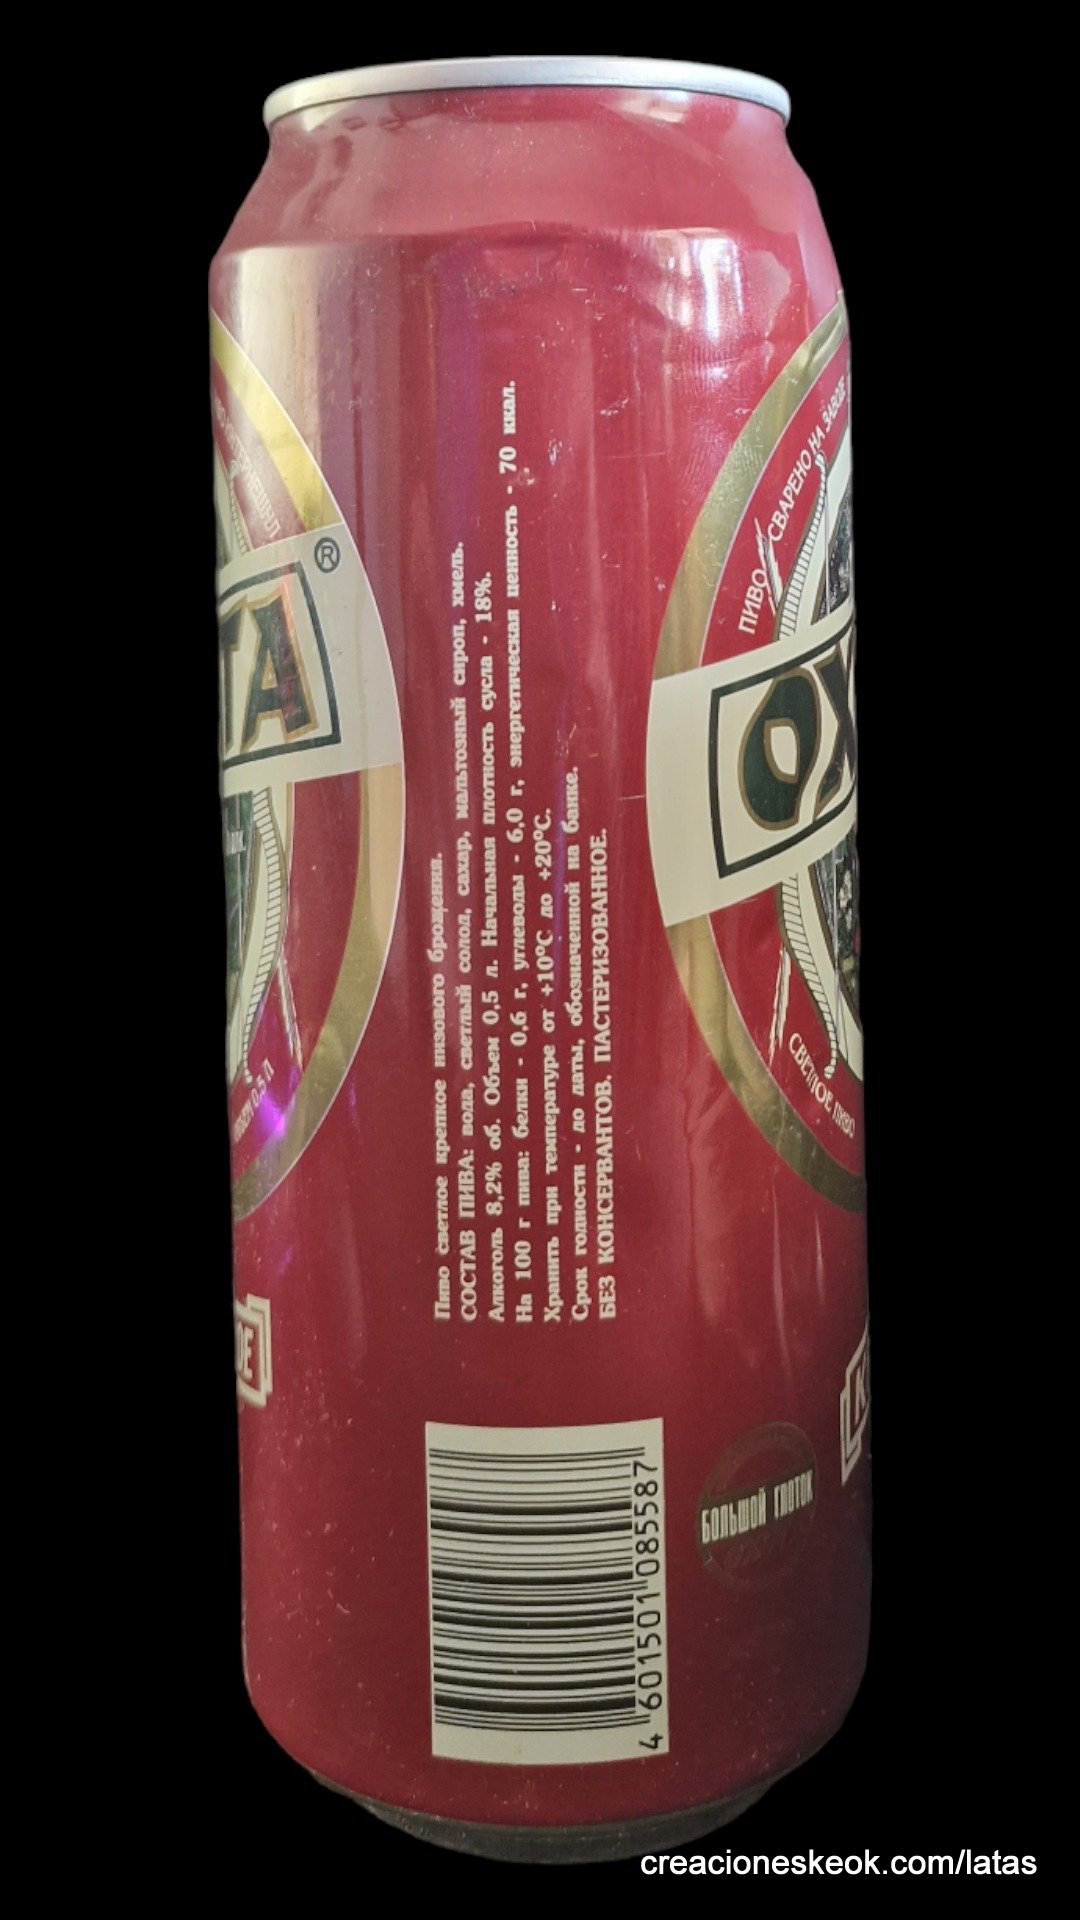 ТА®
Пиво светлое крепкое низового брожения.
СОСТАВ ПИВА: вода, светлый солод, сахар, мальтозный сироп, хмель.
Алкоголь 8,2% об. Объем 0,5 л. Начальная плотность сусла - 18%.
На 100 г пива: белки - 0,6 г, углеводы - 6,0 г, энергетическая ценность - 70 ккал.
Хранить при температуре от +10°С до +20°С.
Срок годности - до даты, обозначенной на банке.
БЕЗ КОНСЕРВАНТОВ. ПАСТЕРИЗОВАННОЕ.
ПИВО СВАРЕНО НА ЗАВОДЕ
ОХ
СВЕТЛОЕ ПИВО
ОЕ
К
БОЛЬШОЙ ГЛОТОК
4 601501 085587
creacioneskeok.com/latas